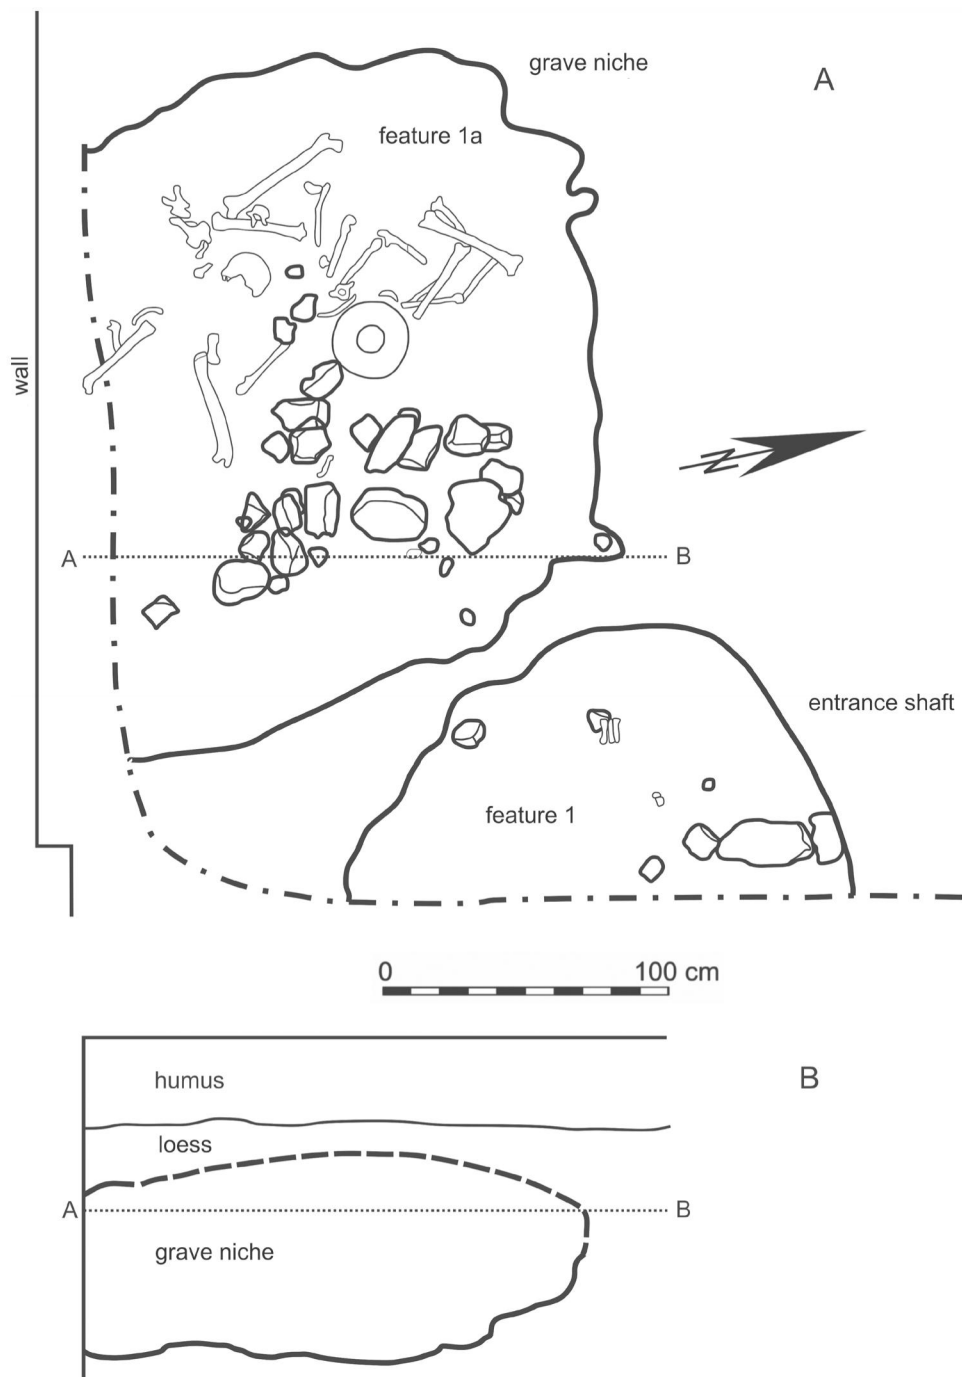 grave niche
A
feature 1a
wall
A
B
entrance shaft
feature 1
0
100 cm
humus
B
loess
A
B
grave niche